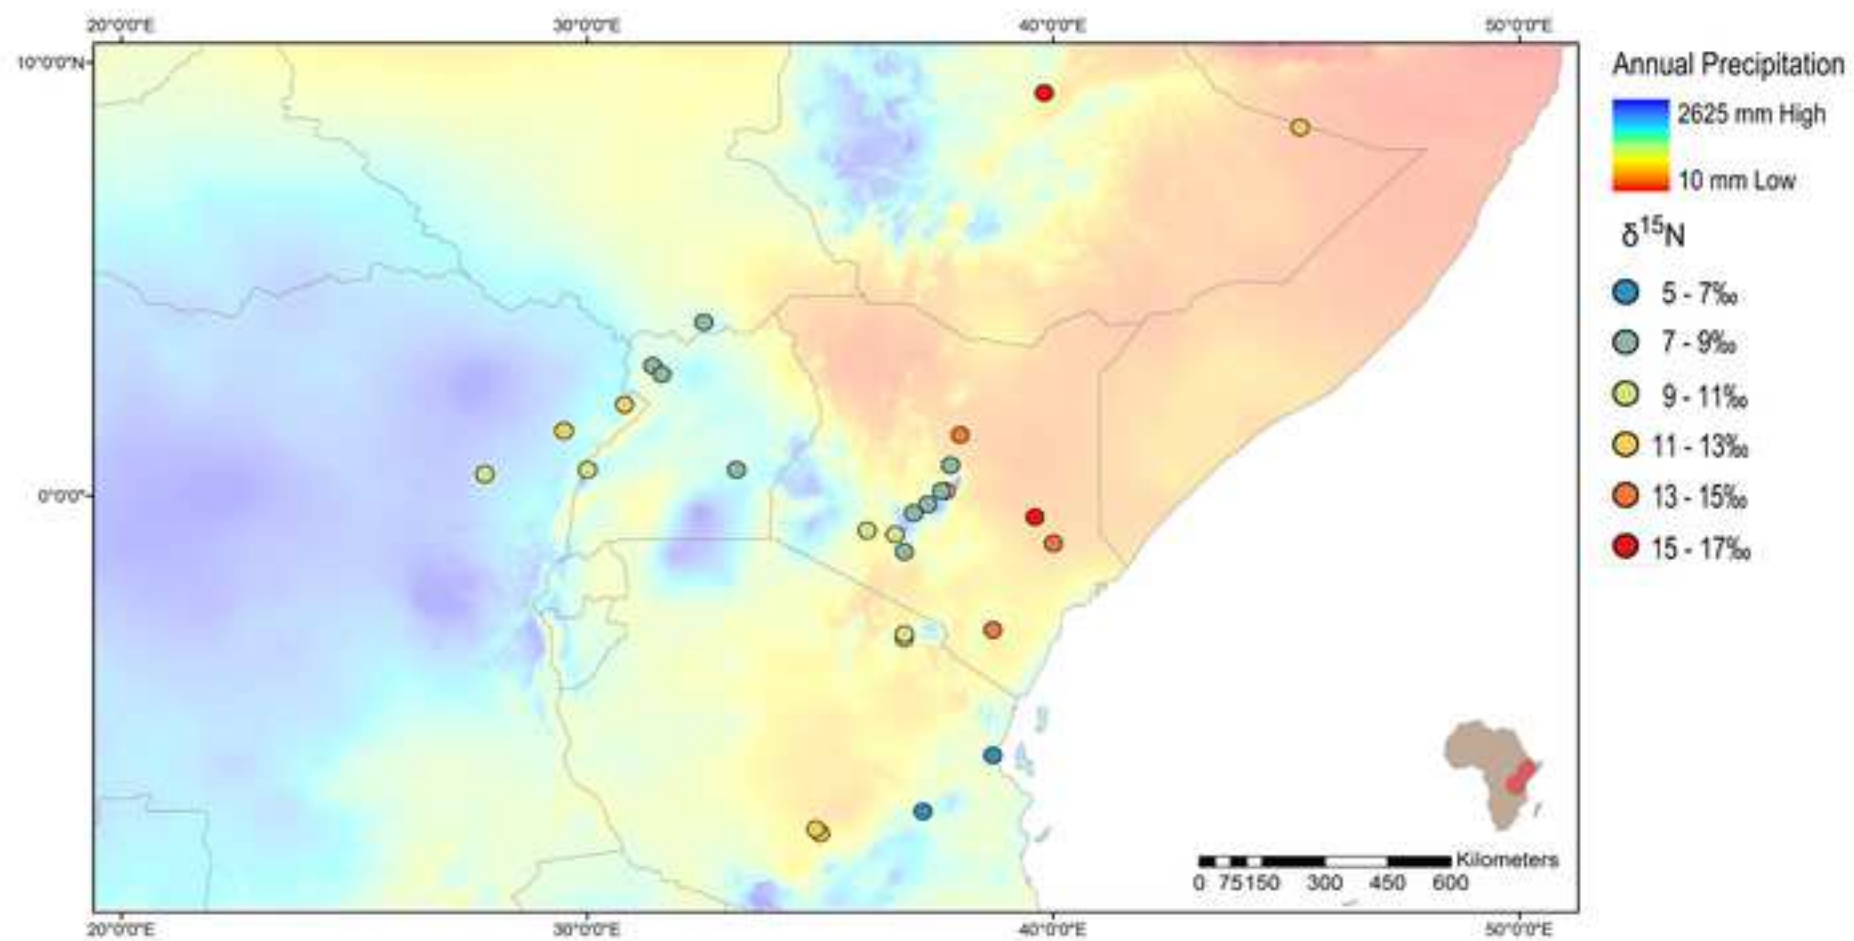 20°0'0"E 30°0'0"E 40°0'0"E 50°0'0"E
10°0'0"N
0°0'0"
Annual Precipitation
2625 mm High
10 mm Low
δ15N
5 - 7‰
7 - 9‰
9 - 11‰
11 - 13‰
13 - 15‰
15 - 17‰
Kilometers
0 75 150 300 450 600
20°0'0"E 30°0'0"E 40°0'0"E 50°0'0"E